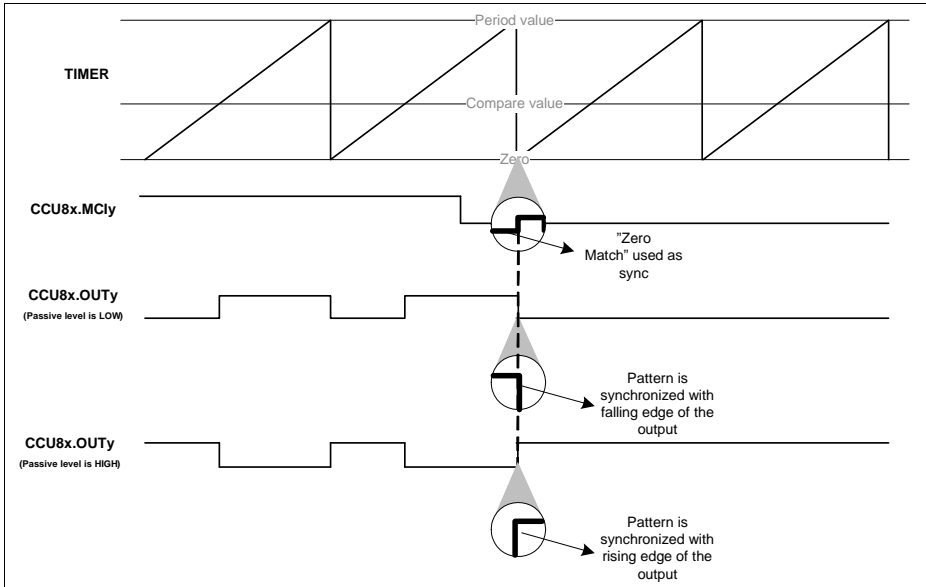 Period value
TIMER
Compare value
Zero
CCU8x.MCIy
"Zero
Match" used as
sync
CCU8x.OUTy
(Passive level is LOW)
Pattern is
synchronized with
falling edge of the
output
CCU8x.OUTy
(Passive level is HIGH)
Pattern is
synchronized with
rising edge of the
output